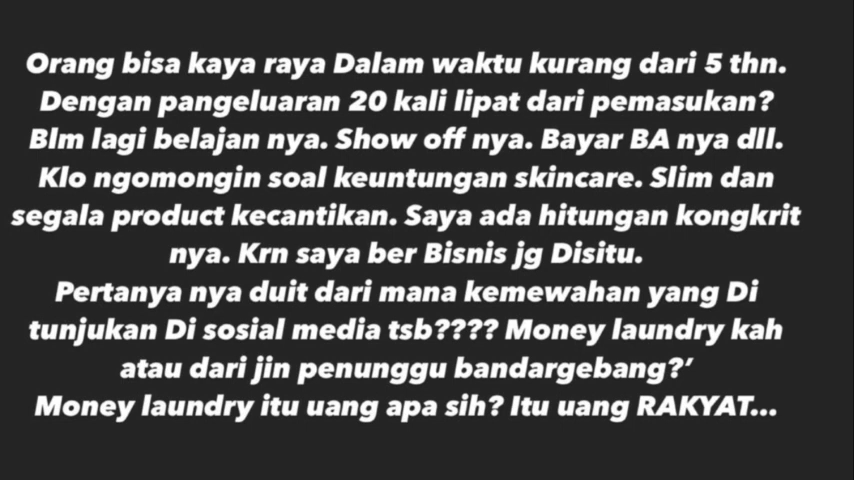 Orang bisa kaya raya Dalam waktu kurang dari 5 thn.
Dengan pangeluaran 20 kali lipat dari pemasukan?
Blm lagi belajan nya. Show off nya. Bayar BA nya dll.
Klo ngomongin soal keuntungan skincare. Slim dan
segala product kecantikan. Saya ada hitungan kongkrit
nya. Krn saya ber Bisnis jg Disitu.
Pertanya nya duit dari mana kemewahan yang Di
tunjukan Di sosial media tsb???? Money laundry kah
atau dari jin penunggu bandargebang?’
Money laundry itu uang apa sih? Itu uang RAKYAT...